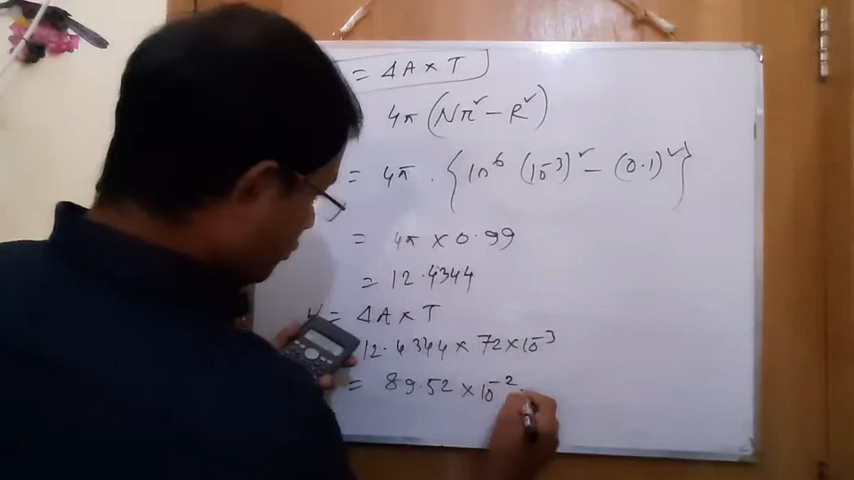 = ΔA × T
4π (Nr² - R²)
= 4π . { 10⁶ (10⁻³)² - (0.1)² }
= 4π × 0.99
= 12.4344
W = ΔA × T
12.4344 × 72 × 10⁻³
= 89.52 × 10⁻²